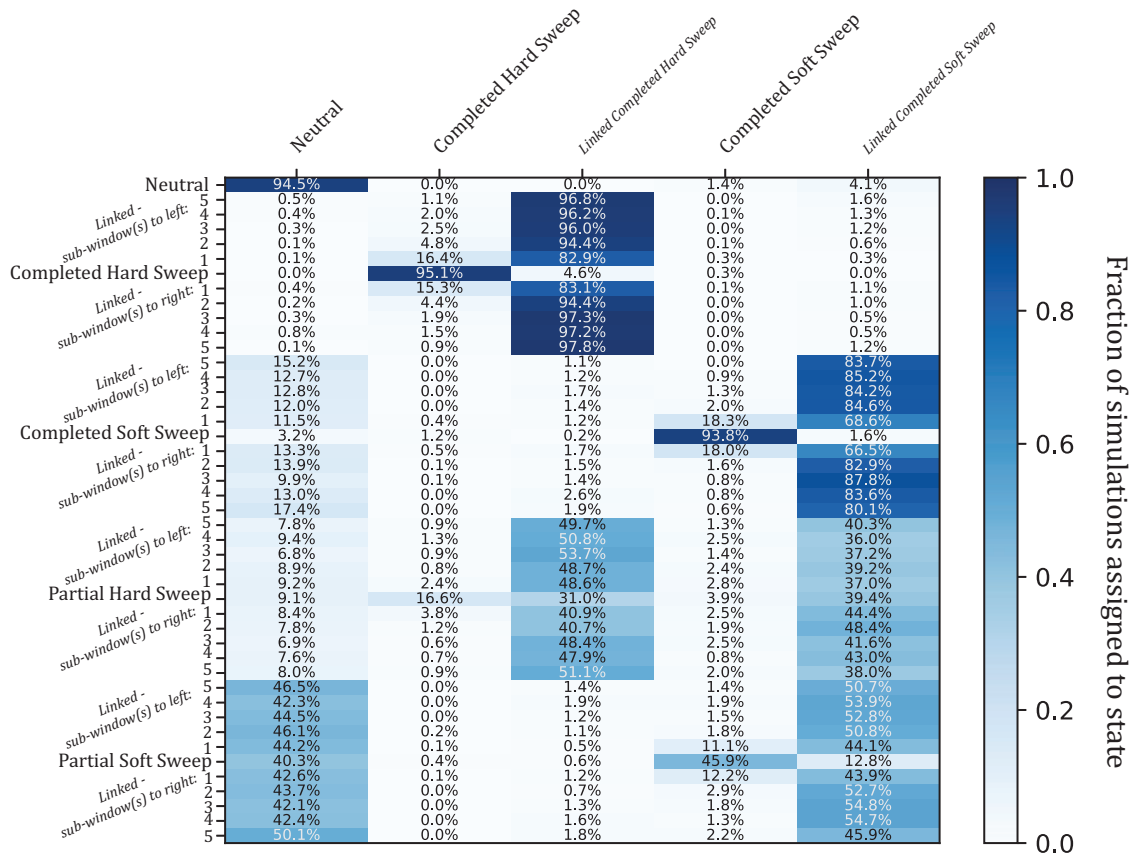 Neutral
Completed Hard Sweep
Linked Completed Hard Sweep
Completed Soft Sweep
Linked Completed Soft Sweep
Neutral 94.5% 0.0% 0.0% 1.4% 4.1%
Linked -
sub-window(s) to left:
5 0.5% 1.1% 96.8% 0.0% 1.6%
4 0.4% 2.0% 96.2% 0.1% 1.3%
3 0.3% 2.5% 96.0% 0.0% 1.2%
2 0.1% 4.8% 94.4% 0.1% 0.6%
1 0.1% 16.4% 82.9% 0.3% 0.3%
Completed Hard Sweep 0.0% 95.1% 4.6% 0.3% 0.0%
Linked -
sub-window(s) to right:
1 0.4% 15.3% 83.1% 0.1% 1.1%
2 0.2% 4.4% 94.4% 0.0% 1.0%
3 0.3% 1.9% 97.3% 0.0% 0.5%
4 0.8% 1.5% 97.2% 0.0% 0.5%
5 0.1% 0.9% 97.8% 0.0% 1.2%
Linked -
sub-window(s) to left:
5 15.2% 0.0% 1.1% 0.0% 83.7%
4 12.7% 0.0% 1.2% 0.9% 85.2%
3 12.8% 0.0% 1.7% 1.3% 84.2%
2 12.0% 0.0% 1.4% 2.0% 84.6%
1 11.5% 0.4% 1.2% 18.3% 68.6%
Completed Soft Sweep 3.2% 1.2% 0.2% 93.8% 1.6%
Linked -
sub-window(s) to right:
1 13.3% 0.5% 1.7% 18.0% 66.5%
2 13.9% 0.1% 1.5% 1.6% 82.9%
3 9.9% 0.1% 1.4% 0.8% 87.8%
4 13.0% 0.0% 2.6% 0.8% 83.6%
5 17.4% 0.0% 1.9% 0.6% 80.1%
Linked -
sub-window(s) to left:
5 7.8% 0.9% 49.7% 1.3% 40.3%
4 9.4% 1.3% 50.8% 2.5% 36.0%
3 6.8% 0.9% 53.7% 1.4% 37.2%
2 8.9% 0.8% 48.7% 2.4% 39.2%
1 9.2% 2.4% 48.6% 2.8% 37.0%
Partial Hard Sweep 9.1% 16.6% 31.0% 3.9% 39.4%
Linked -
sub-window(s) to right:
1 8.4% 3.8% 40.9% 2.5% 44.4%
2 7.8% 1.2% 40.7% 1.9% 48.4%
3 6.9% 0.6% 48.4% 2.5% 41.6%
4 7.6% 0.7% 47.9% 0.8% 43.0%
5 8.0% 0.9% 51.1% 2.0% 38.0%
Linked -
sub-window(s) to left:
5 46.5% 0.0% 1.4% 1.4% 50.7%
4 42.3% 0.0% 1.9% 1.9% 53.9%
3 44.5% 0.0% 1.2% 1.5% 52.8%
2 46.1% 0.2% 1.1% 1.8% 50.8%
1 44.2% 0.1% 0.5% 11.1% 44.1%
Partial Soft Sweep 40.3% 0.4% 0.6% 45.9% 12.8%
Linked -
sub-window(s) to right:
1 42.6% 0.1% 1.2% 12.2% 43.9%
2 43.7% 0.0% 0.7% 2.9% 52.7%
3 42.1% 0.0% 1.3% 1.8% 54.8%
4 42.4% 0.0% 1.6% 1.3% 54.7%
5 50.1% 0.0% 1.8% 2.2% 45.9%
1.0
0.8
0.6
0.4
0.2
0.0
Fraction of simulations assigned to state